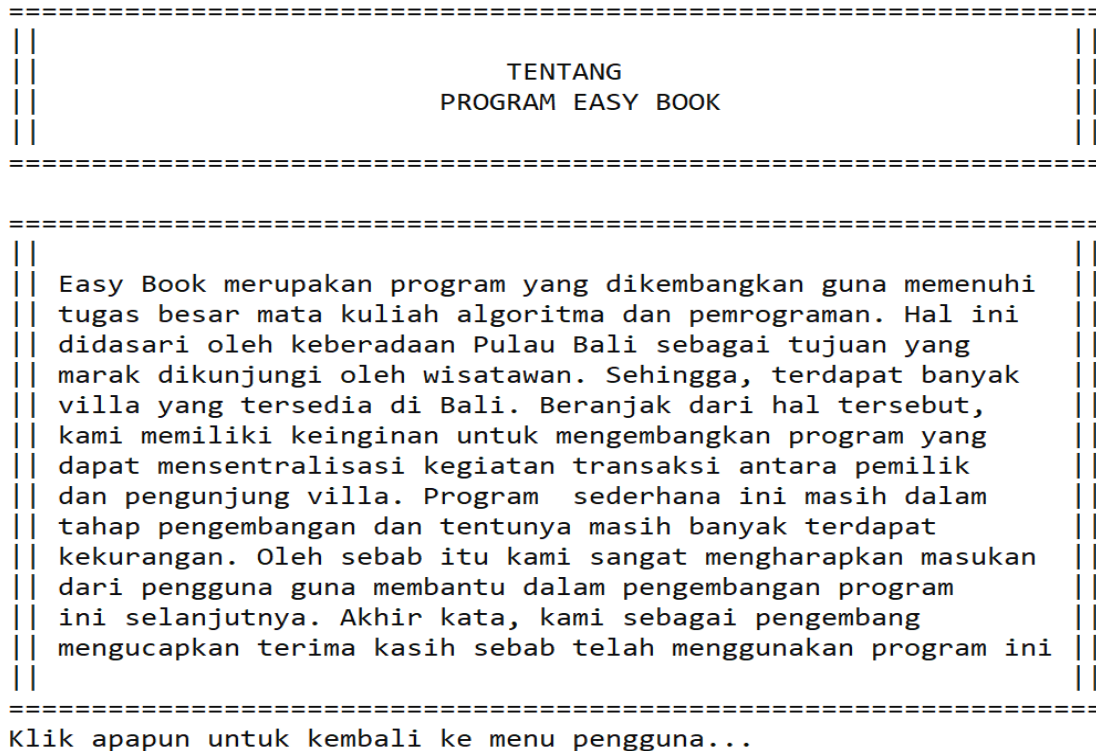 ==================================================================
||                                                              ||
||                            TENTANG                           ||
||                        PROGRAM EASY BOOK                     ||
||                                                              ||
==================================================================

==================================================================
||                                                              ||
|| Easy Book merupakan program yang dikembangkan guna memenuhi  ||
|| tugas besar mata kuliah algoritma dan pemrograman. Hal ini   ||
|| didasari oleh keberadaan Pulau Bali sebagai tujuan yang      ||
|| marak dikunjungi oleh wisatawan. Sehingga, terdapat banyak   ||
|| villa yang tersedia di Bali. Beranjak dari hal tersebut,     ||
|| kami memiliki keinginan untuk mengembangkan program yang     ||
|| dapat mensentralisasi kegiatan transaksi antara pemilik      ||
|| dan pengunjung villa. Program  sederhana ini masih dalam     ||
|| tahap pengembangan dan tentunya masih banyak terdapat        ||
|| kekurangan. Oleh sebab itu kami sangat mengharapkan masukan  ||
|| dari pengguna guna membantu dalam pengembangan program       ||
|| ini selanjutnya. Akhir kata, kami sebagai pengembang         ||
|| mengucapkan terima kasih sebab telah menggunakan program ini ||
||                                                              ||
==================================================================
Klik apapun untuk kembali ke menu pengguna...